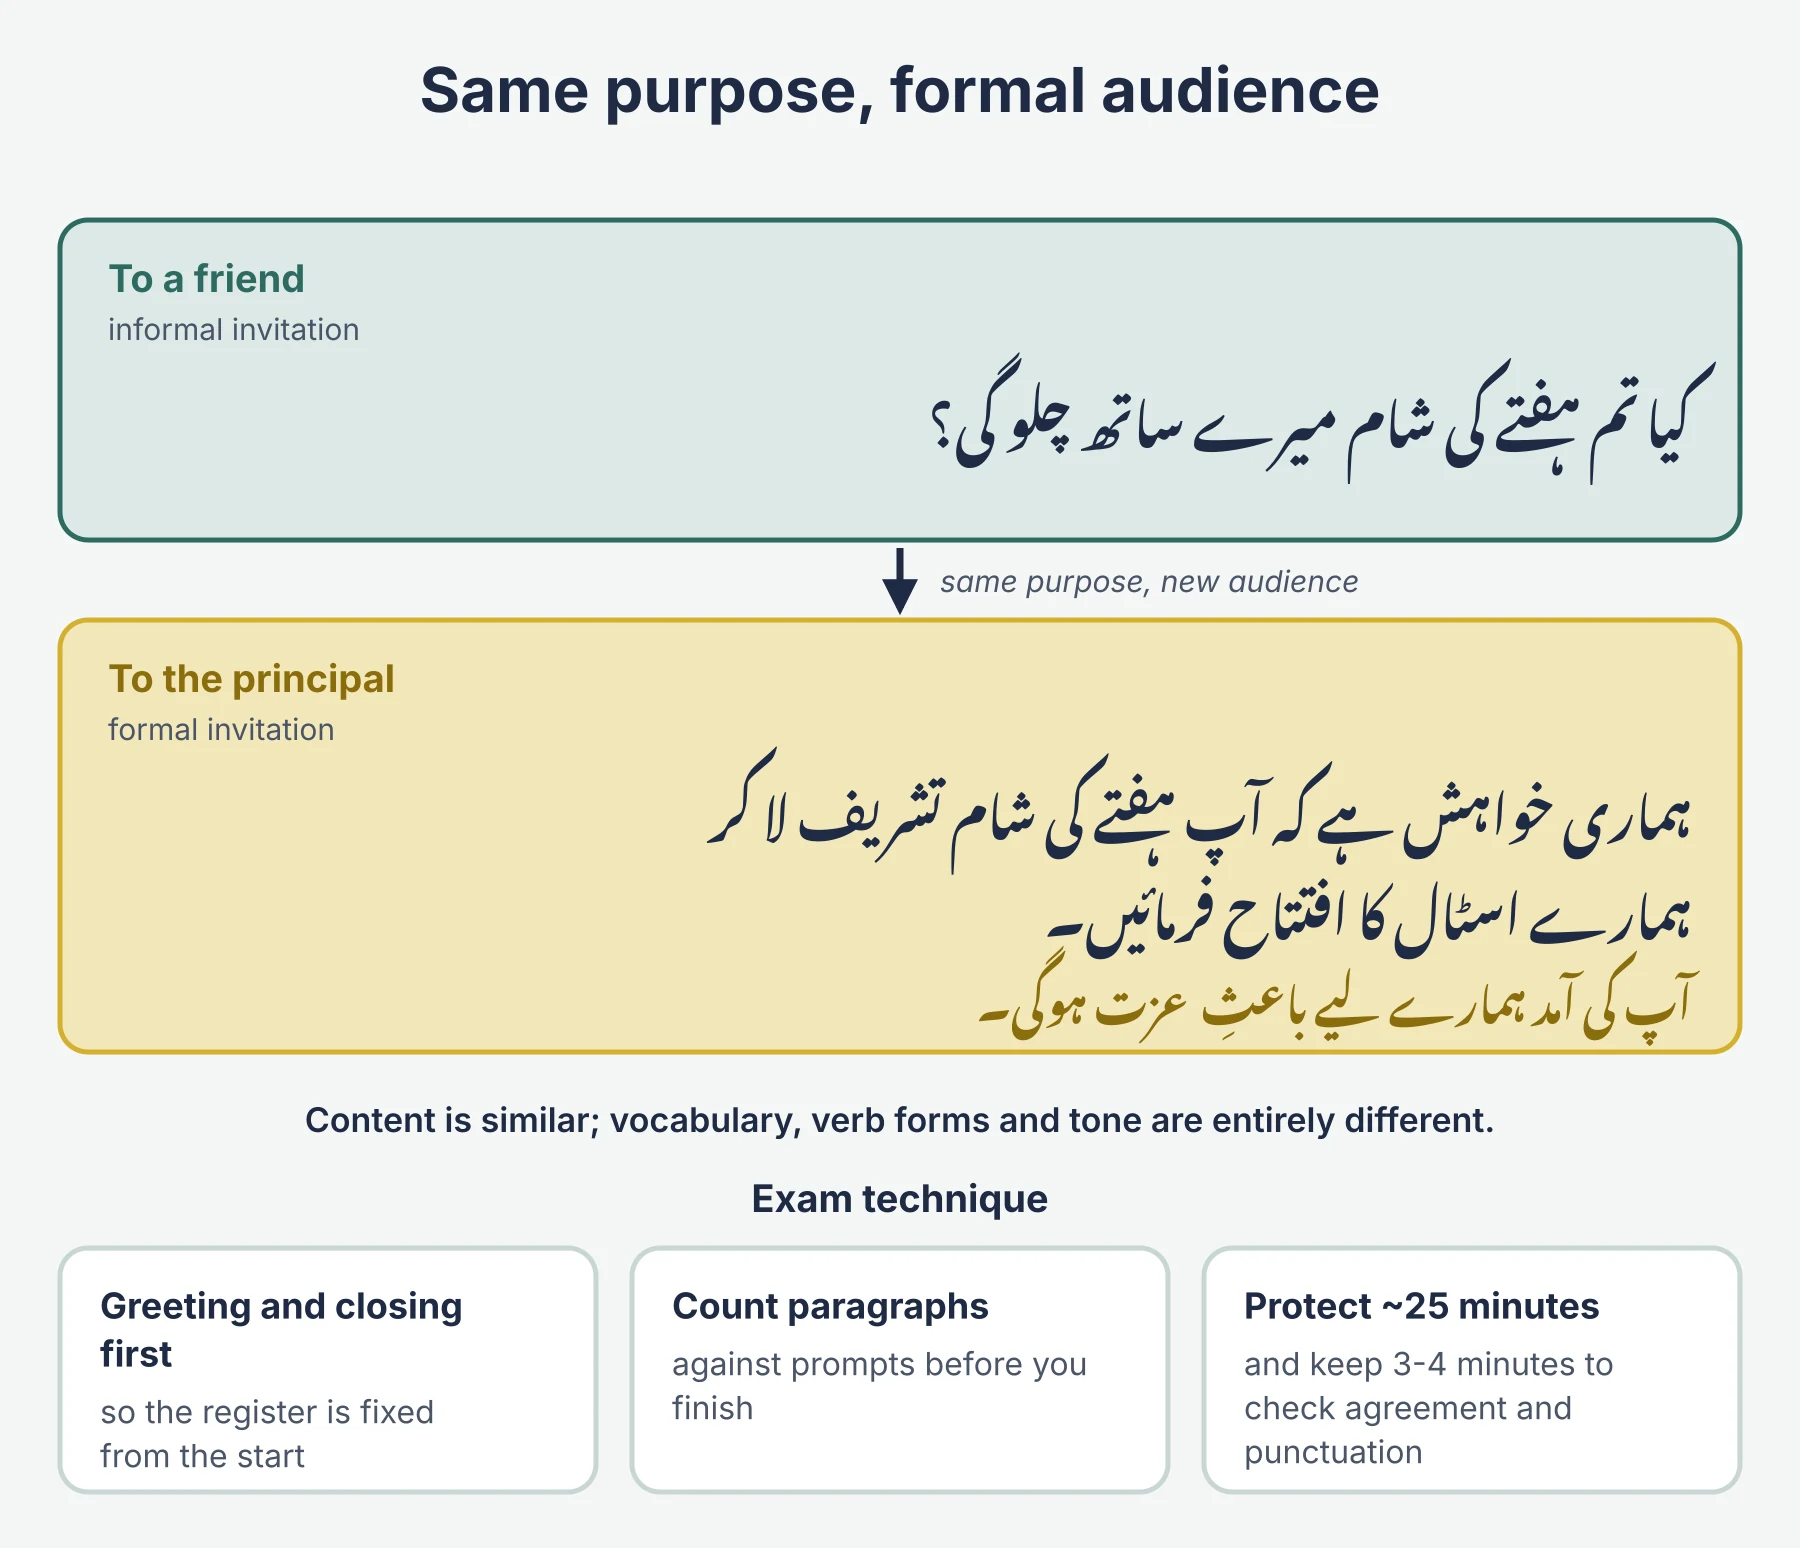 Same purpose, formal audience
To a friend
informal invitation
کیا تم ہفتے کی شام میرے ساتھ چلو گی؟
same purpose, new audience
To the principal
formal invitation
ہماری خواہش ہے کہ آپ ہفتے کی شام تشریف لا کر
ہمارے اسٹال کا افتتاح فرمائیں۔
آپ کی آمد ہمارے لیے باعثِ عزت ہوگی۔
Content is similar; vocabulary, verb forms and tone are entirely different.
Exam technique
Greeting and closing
first
so the register is fixed
from the start
Count paragraphs
against prompts before you
finish
Protect ~25 minutes
and keep 3-4 minutes to
check agreement and
punctuation